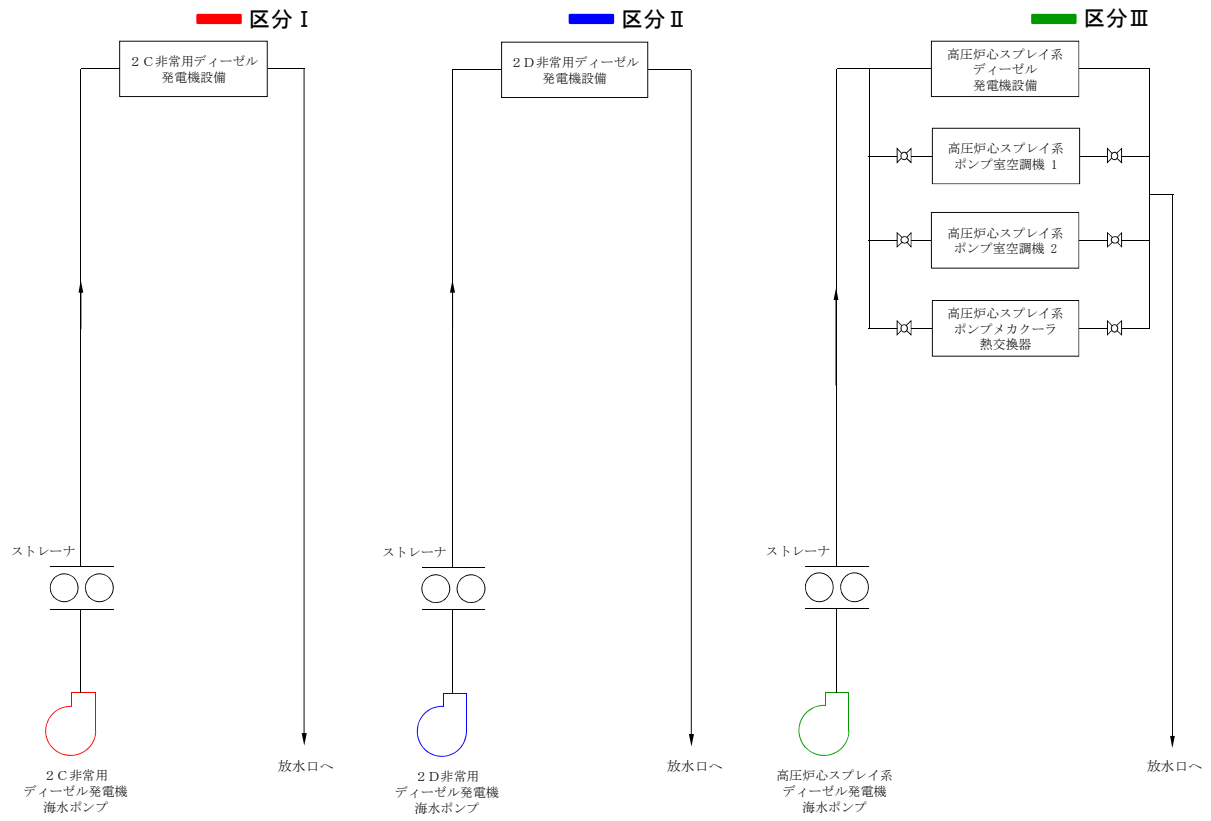 区分Ⅰ
区分Ⅱ
区分Ⅲ
2C非常用ディーゼル
発電機設備
2D非常用ディーゼル
発電機設備
高圧炉心スプレイ系
ディーゼル
発電機設備
高圧炉心スプレイ系
ポンプ室空調機 1
高圧炉心スプレイ系
ポンプ室空調機 2
高圧炉心スプレイ系
ポンプメカクーラ
熱交換器
ストレーナ
ストレーナ
ストレーナ
2C非常用
ディーゼル発電機
海水ポンプ
放水口へ
2D非常用
ディーゼル発電機
海水ポンプ
放水口へ
高圧炉心スプレイ系
ディーゼル発電機
海水ポンプ
放水口へ